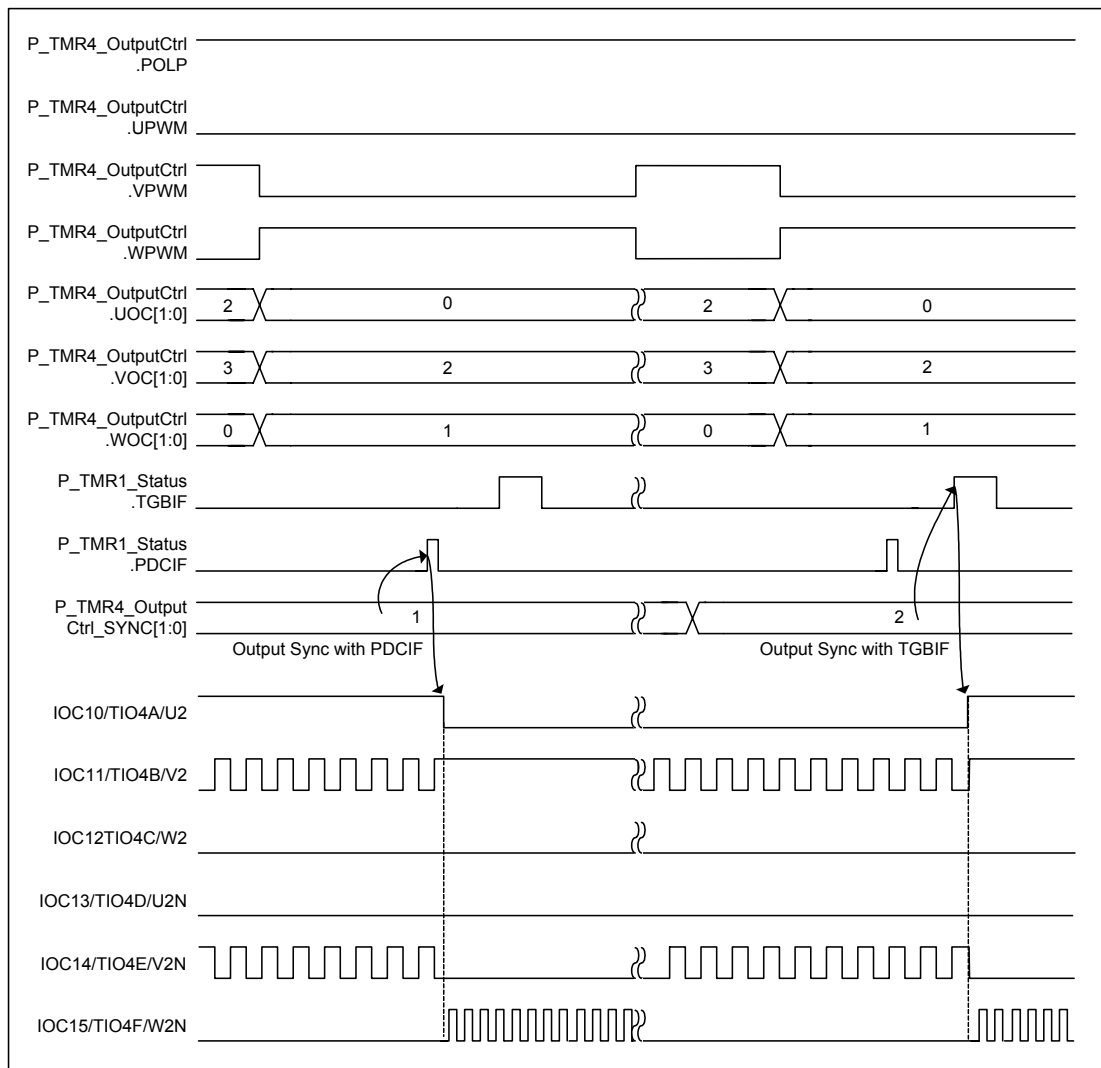 P_TMR4_OutputCtrl
.POLP
P_TMR4_OutputCtrl
.UPWM
P_TMR4_OutputCtrl
.VPWM
P_TMR4_OutputCtrl
.WPWM
P_TMR4_OutputCtrl
.UOC[1:0]
2 0 2 0
P_TMR4_OutputCtrl
.VOC[1:0]
3 2 3 2
P_TMR4_OutputCtrl
.WOC[1:0]
0 1 0 1
P_TMR1_Status
.TGBIF
P_TMR1_Status
.PDCIF
P_TMR4_Output
Ctrl_SYNC[1:0]
1 2
Output Sync with PDCIF Output Sync with TGBIF
IOC10/TIO4A/U2
IOC11/TIO4B/V2
IOC12TIO4C/W2
IOC13/TIO4D/U2N
IOC14/TIO4E/V2N
IOC15/TIO4F/W2N